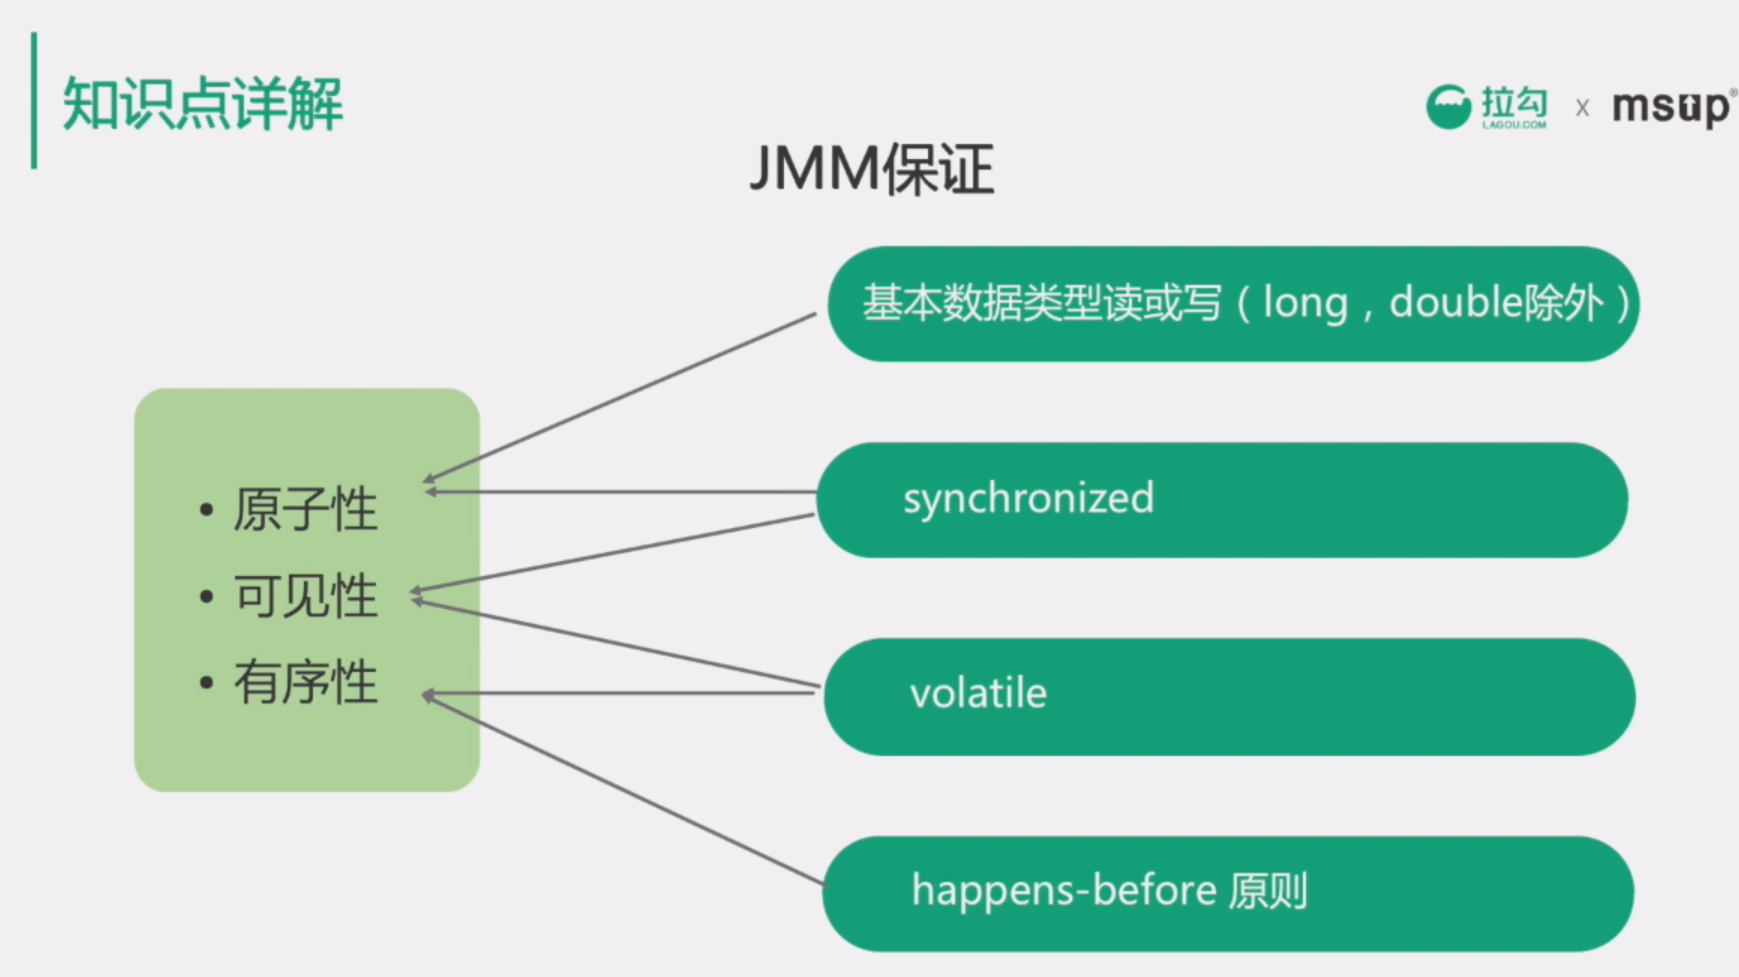 知识点详解
拉勾
LAGOU.COM
x
msup®
JMM保证
基本数据类型读或写（long，double除外）
synchronized
volatile
happens-before 原则
• 原子性
• 可见性
• 有序性